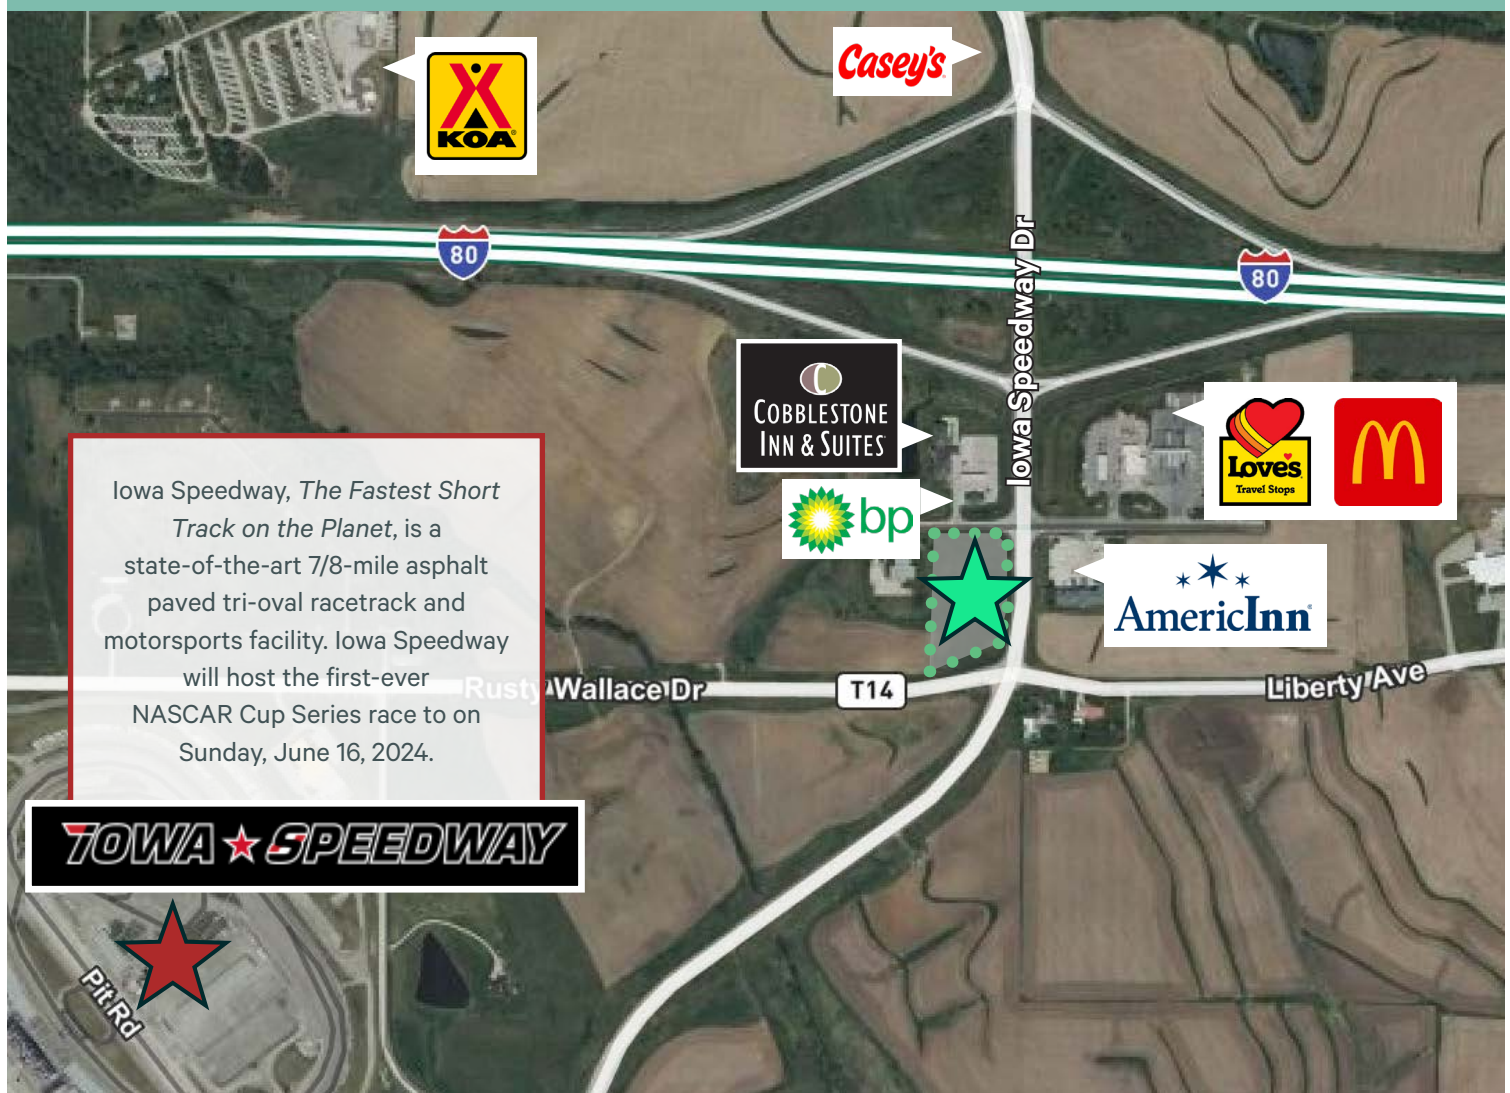 KOA
Casey's
80
80
Iowa Speedway Dr
COBBLESTONE
INN & SUITES
Love's
Travel Stops
bp
AmericInn
Iowa Speedway, The Fastest Short
Track on the Planet, is a
state-of-the-art 7/8-mile asphalt
paved tri-oval racetrack and
motorsports facility. Iowa Speedway
will host the first-ever
NASCAR Cup Series race to on
Sunday, June 16, 2024.
Rusty Wallace Dr
T14
Liberty Ave
IOWA SPEEDWAY
Pit Rd